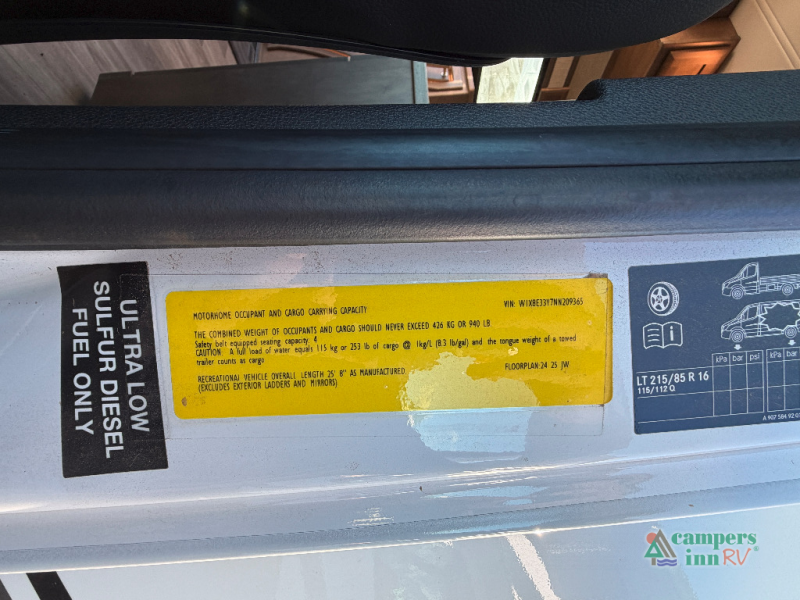 ULTRA LOW
SULFUR DIESEL
FUEL ONLY
MOTORHOME OCCUPANT AND CARGO CARRYING CAPACITY
VIN: W1X8E33Y7NN209365
THE COMBINED WEIGHT OF OCCUPANTS AND CARGO SHOULD NEVER EXCEED 426 KG OR 940 LB
Safety belt equipped seating capacity: 4
CAUTION: A full load of water equals 115 kg or 253 lb of cargo @ 1kg/L (8.3 lb/gal) and the tongue weight of a towed
trailer counts as cargo
RECREATIONAL VEHICLE OVERALL LENGTH 25' 8" AS MANUFACTURED
(EXCLUDES EXTERIOR LADDERS AND MIRRORS)
FLOORPLAN:24 25 JW
kPa bar psi kPa bar
LT 215/85 R 16
115/112 Q
A 907 584 92 0
campers
inn RV